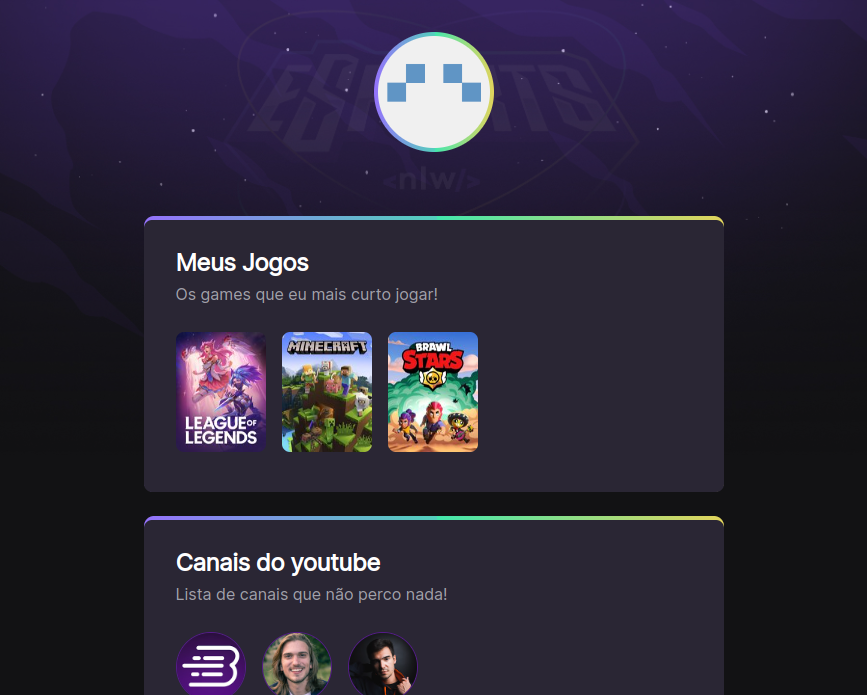 ESPORTS
<nlw/>
Meus Jogos
Os games que eu mais curto jogar!
LEAGUE OF
LEGENDS
MINECRAFT
BRAWL
STARS
Canais do youtube
Lista de canais que não perco nada!